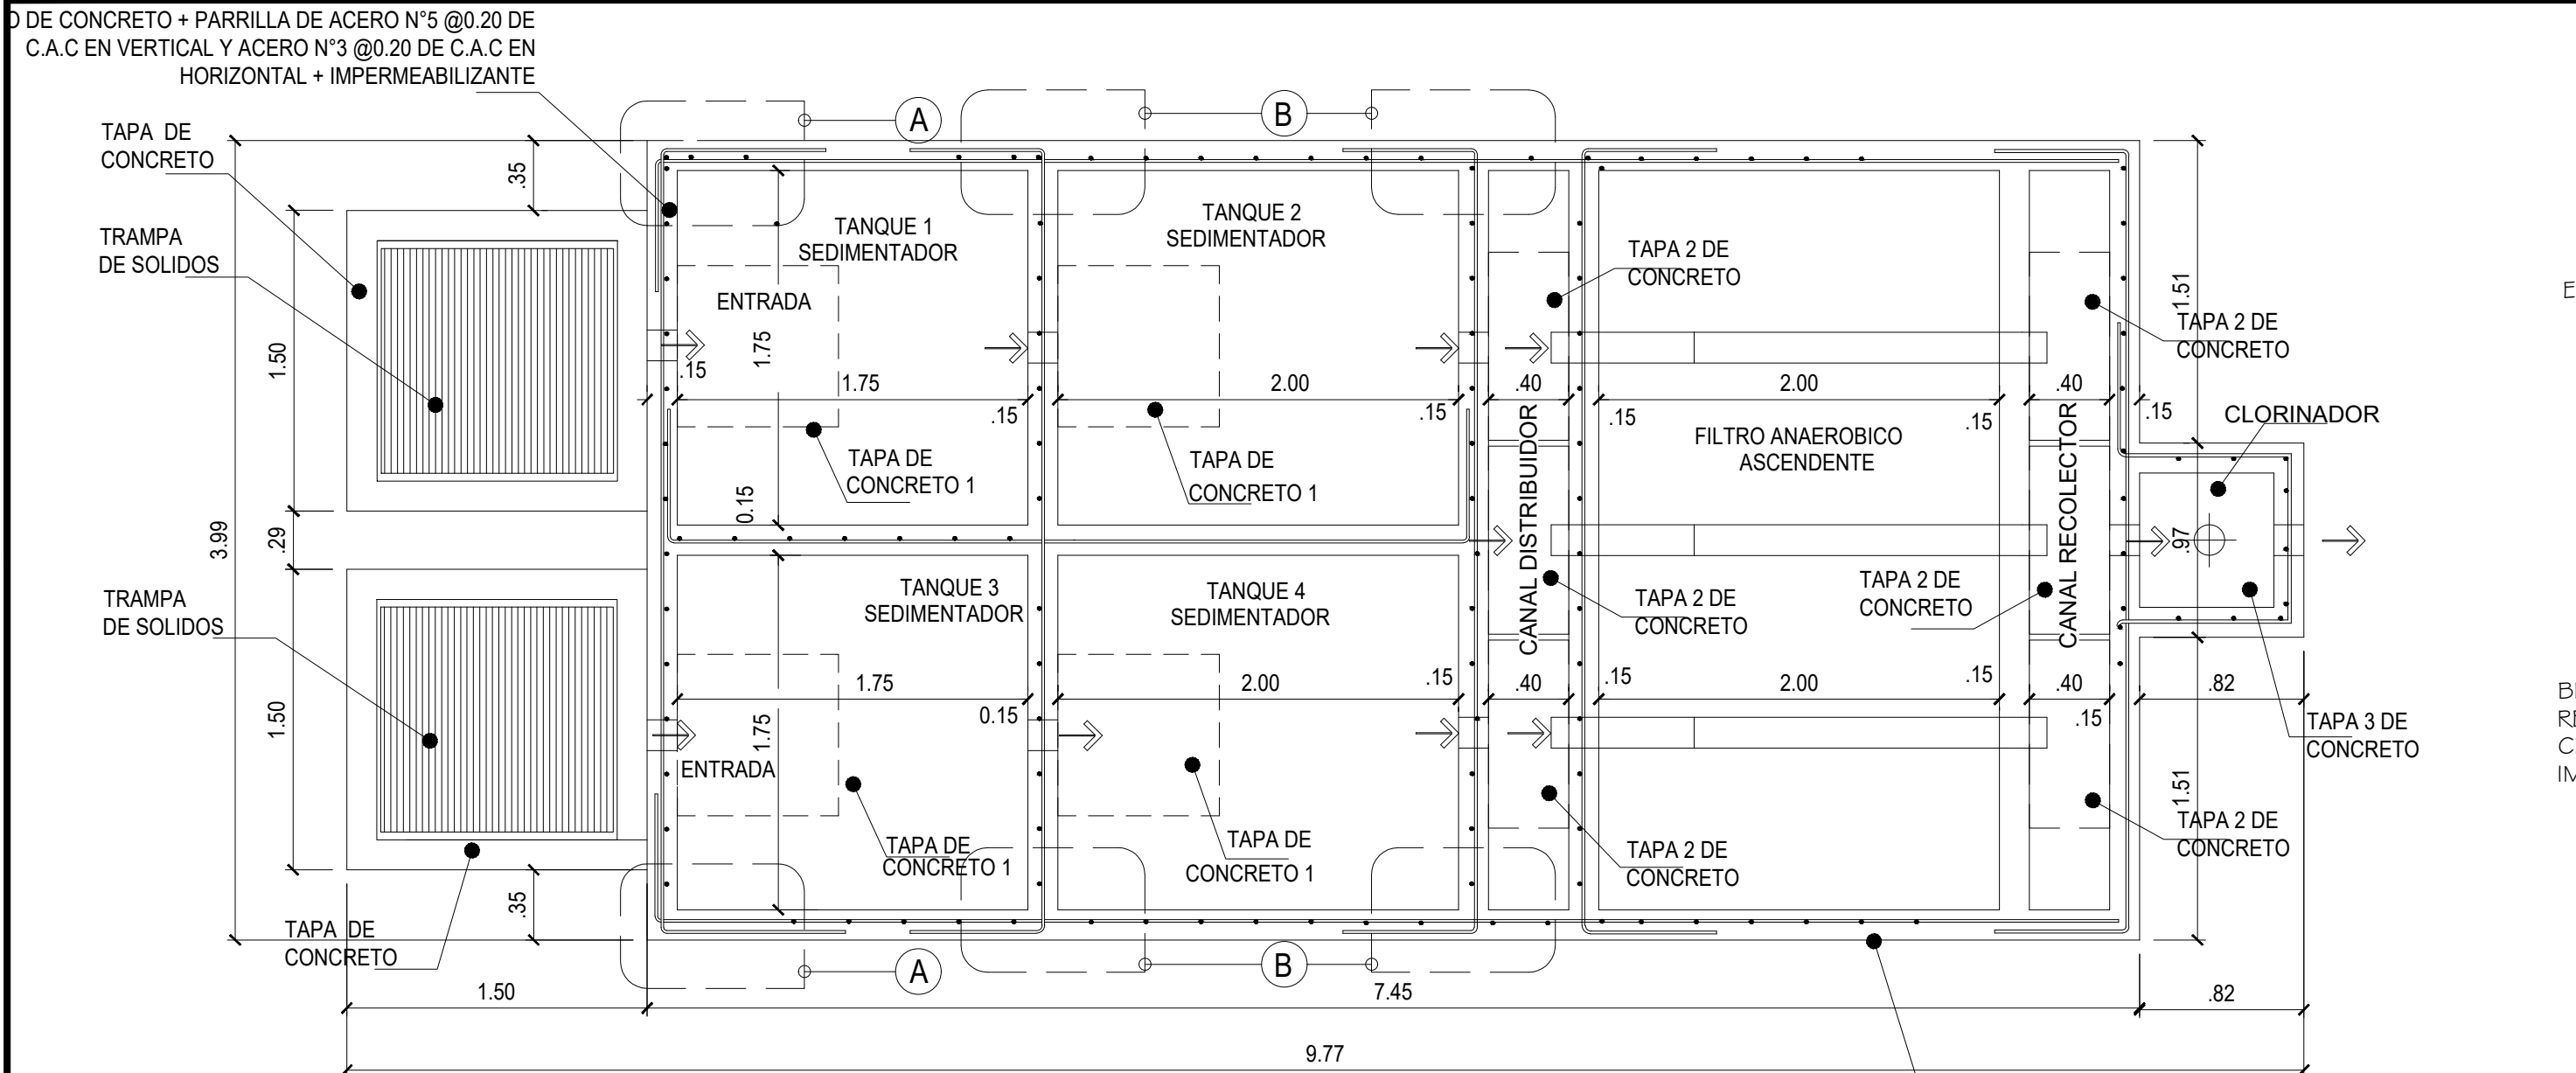 DE CONCRETO + PARRILLA DE ACERO N°5 @0.20 DE
C.A.C EN VERTICAL Y ACERO N°3 @0.20 DE C.A.C EN
HORIZONTAL + IMPERMEABILIZANTE
TAPA DE
CONCRETO
TRAMPA
DE SOLIDOS
TRAMPA
DE SOLIDOS
TAPA DE
CONCRETO
3.99
1.50
.29
1.50
.35
.35
A
B
TANQUE 1
SEDIMENTADOR
ENTRADA
1.75
.15
1.75
.15
0.15
TAPA DE
CONCRETO 1
TANQUE 2
SEDIMENTADOR
2.00
.15
TAPA DE
CONCRETO 1
TANQUE 3
SEDIMENTADOR
1.75
0.15
1.75
ENTRADA
TAPA DE
CONCRETO 1
TANQUE 4
SEDIMENTADOR
2.00
.15
TAPA DE
CONCRETO 1
.40
CANAL DISTRIBUIDOR
.40
TAPA 2 DE
CONCRETO
2.00
.15
.15
FILTRO ANAEROBICO
ASCENDENTE
TAPA 2 DE
CONCRETO
TAPA 2 DE
CONCRETO
.15
2.00
.15
TAPA 2 DE
CONCRETO
.40
CANAL RECOLECTOR
.40
.15
.15
1.51
TAPA 2 DE
CONCRETO
CLORINADOR
.97
.82
TAPA 3 DE
CONCRETO
1.51
TAPA 2 DE
CONCRETO
A
B
1.50
7.45
.82
9.77
E
C